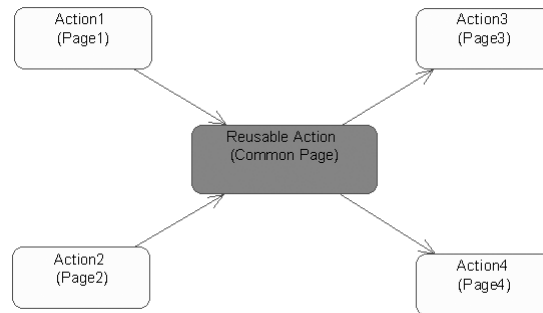 Action1
(Page1)
Action3
(Page3)
Reusable Action
(Common Page)
Action2
(Page2)
Action4
(Page4)